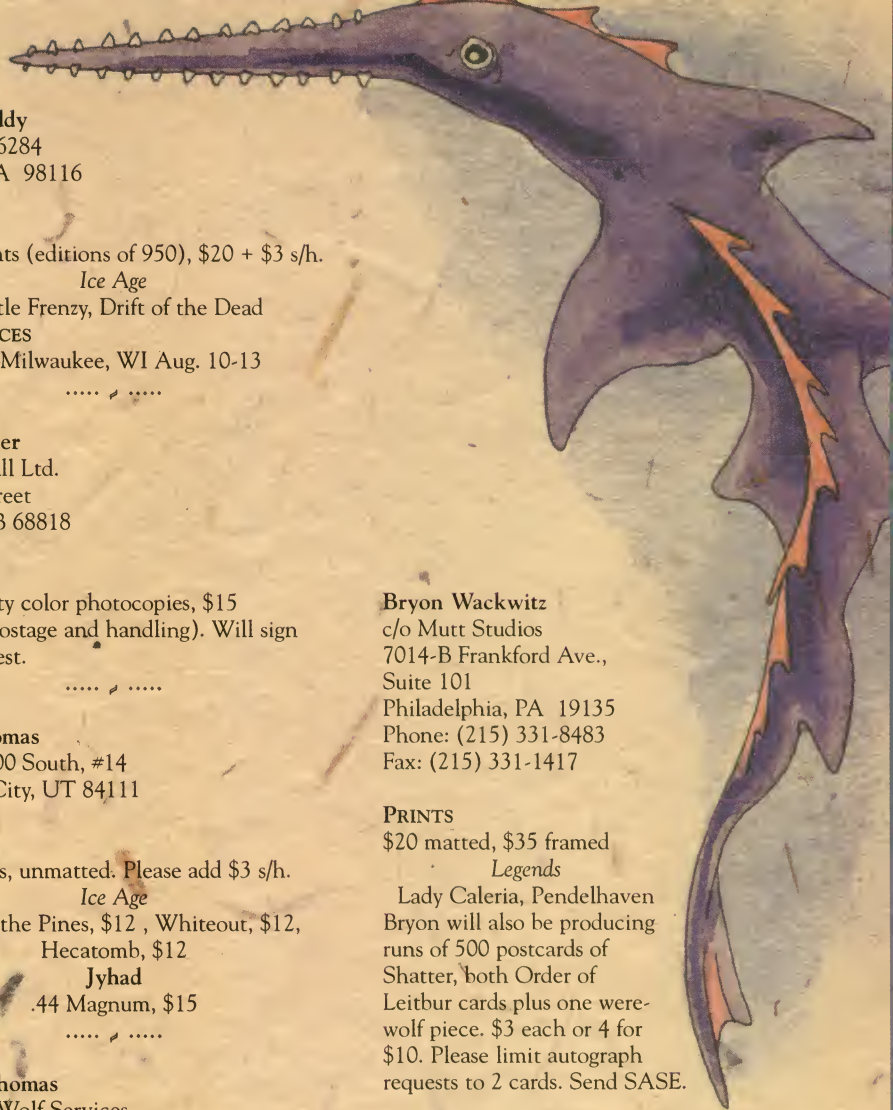 ldy
6284
A 98116
nts (editions of 950), $20 + $3 s/h.
Ice Age
tle Frenzy, Drift of the Dead
CES
Milwaukee, WI Aug. 10-13
er
ll Ltd.
reet
B 68818
ty color photocopies, $15
ostage and handling). Will sign
est.
omas
00 South, #14
City, UT 84111
s, unmatted. Please add $3 s/h.
Ice Age
the Pines, $12 , Whiteout, $12,
Hecatomb, $12
Jyhad
.44 Magnum, $15
homas
Wolf Services
Bryon Wackwitz
c/o Mutt Studios
7014-B Frankford Ave.,
Suite 101
Philadelphia, PA 19135
Phone: (215) 331-8483
Fax: (215) 331-1417
PRINTS
$20 matted, $35 framed
Legends
Lady Caleria, Pendelhaven
Bryon will also be producing
runs of 500 postcards of
Shatter, both Order of
Leitbur cards plus one were-
wolf piece. $3 each or 4 for
$10. Please limit autograph
requests to 2 cards. Send SASE.